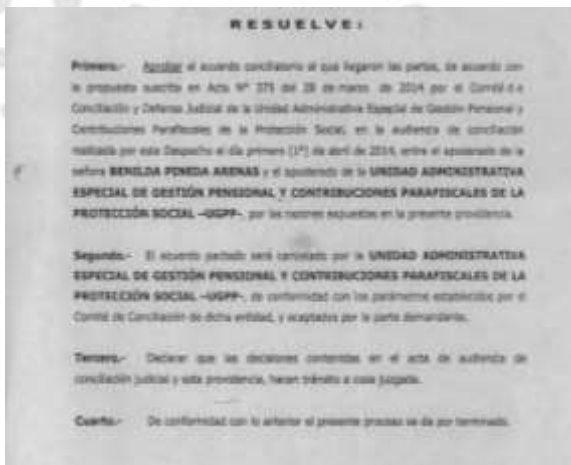 RESUELVE:
Primero.- Aprobar el acuerdo conciliatorio al que llegaron las partes, de acuerdo con
la propuesta suscrita en Acta Nº 375 del 28 de marzo de 2014 por el Comité de
Conciliación y Defensa Judicial de la Unidad Administrativa Especial de Gestión Pensional y
Contribuciones Parafiscales de la Protección Social, en la audiencia de conciliación
realizada por este Despacho el día primero (1º) de abril de 2014, entre el apoderado de la
señora BENILDA PINEDA ARENAS y el apoderado de la UNIDAD ADMINISTRATIVA
ESPECIAL DE GESTIÓN PENSIONAL Y CONTRIBUCIONES PARAFISCALES DE LA
PROTECCIÓN SOCIAL –UGPP-, por las razones expuestas en la presente providencia.
Segundo.- El acuerdo pactado será cancelado por la UNIDAD ADMINISTRATIVA
ESPECIAL DE GESTIÓN PENSIONAL Y CONTRIBUCIONES PARAFISCALES DE LA
PROTECCIÓN SOCIAL –UGPP-, de conformidad con los parámetros establecidos por el
Comité de Conciliación de dicha entidad, y aceptados por la parte demandante.
Tercero.- Declarar que las decisiones contenidas en el acta de audiencia de
conciliación judicial y esta providencia, hacen tránsito a cosa juzgada.
Cuarto.- De conformidad con lo anterior el presente proceso se da por terminado.